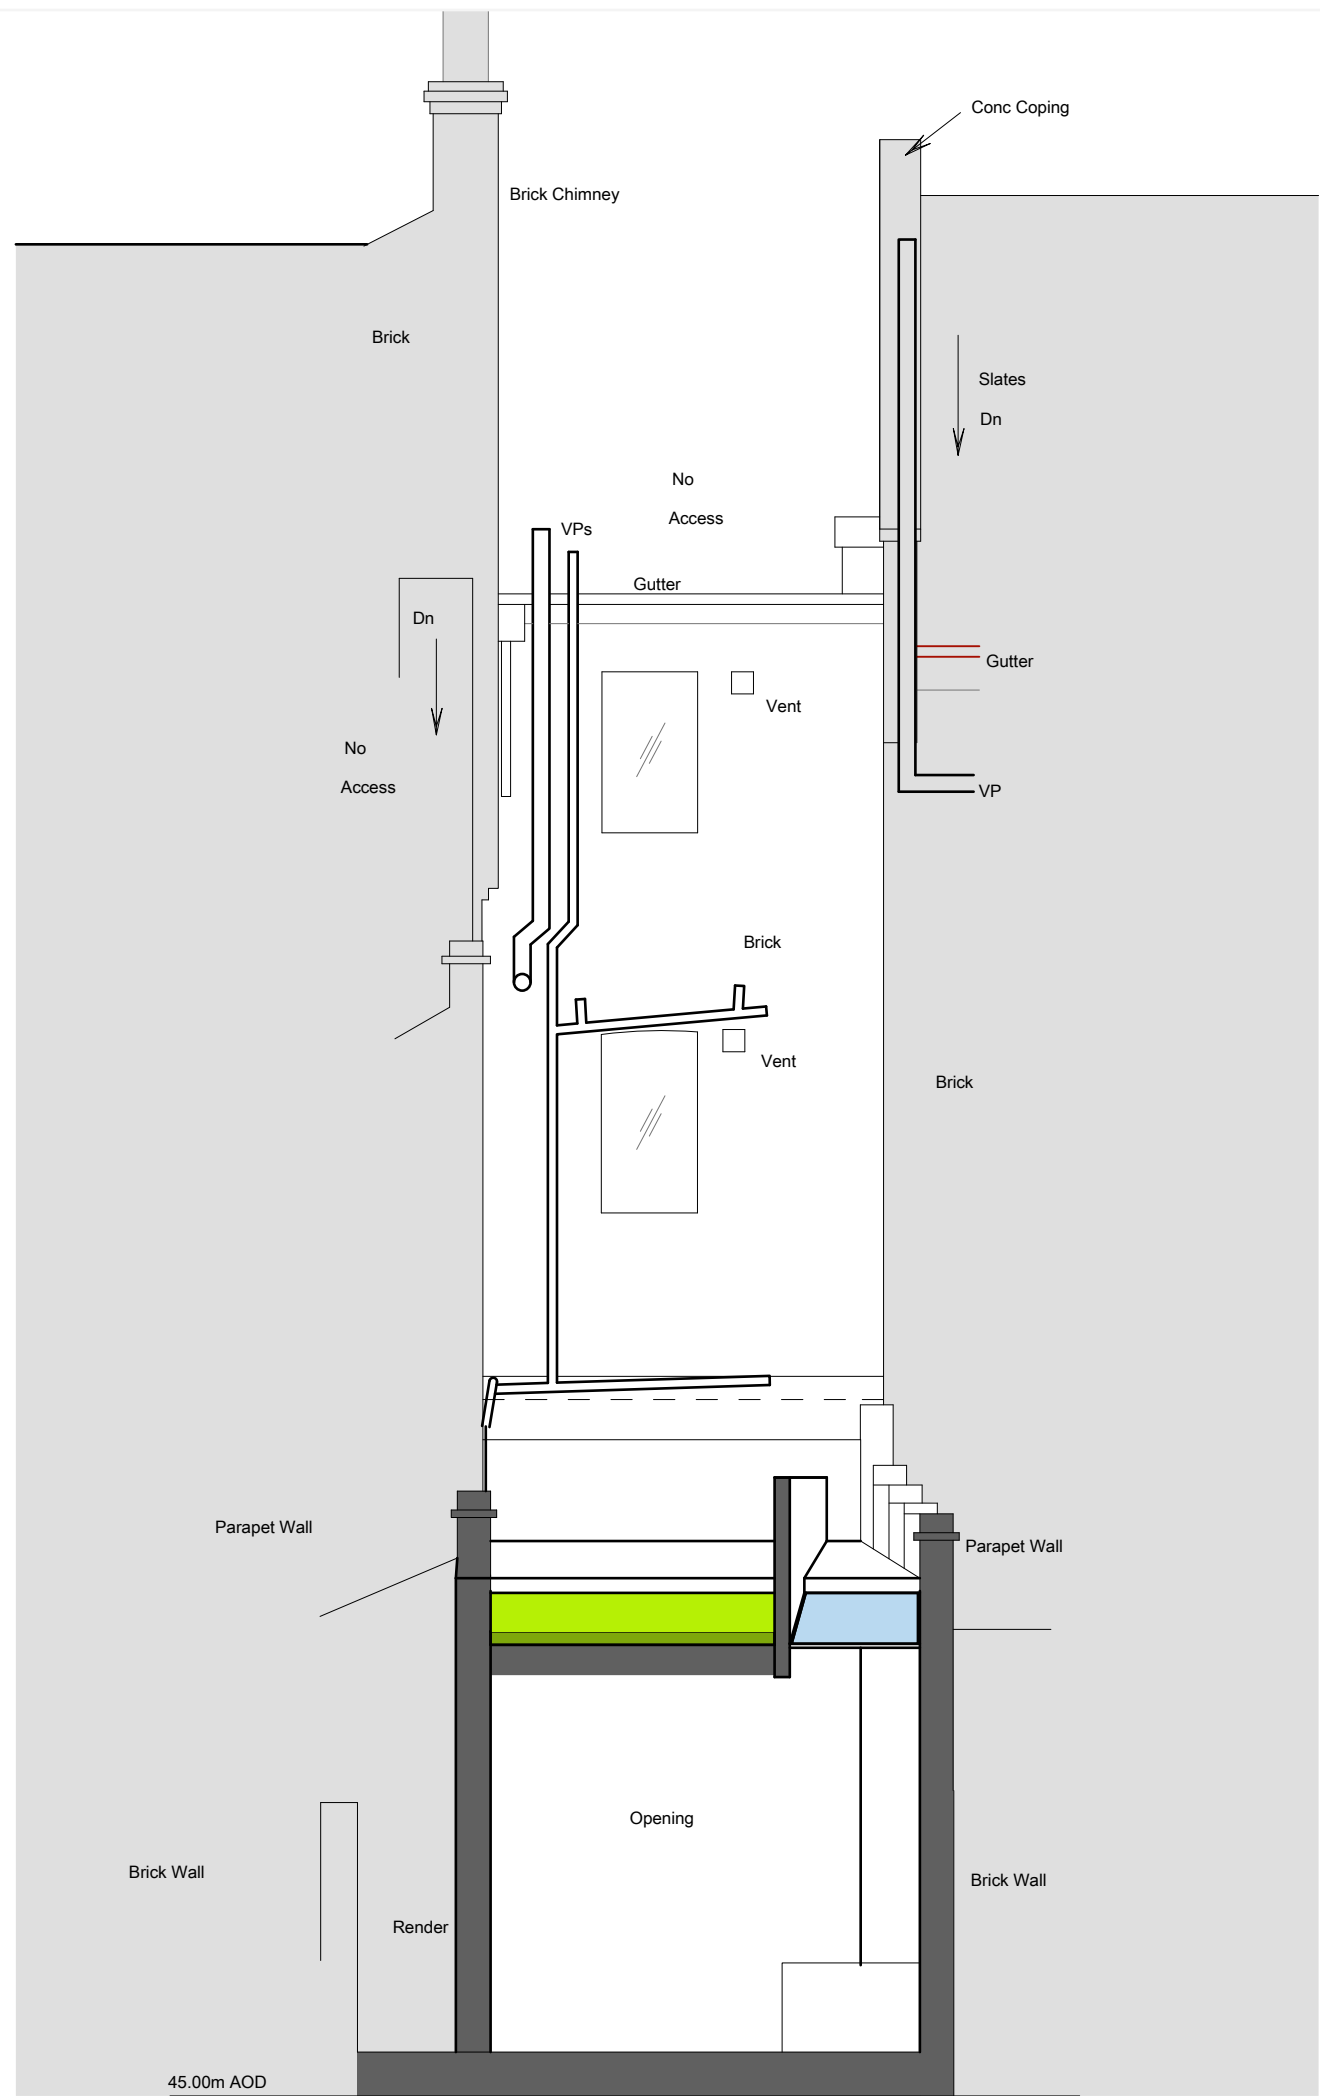 Conc Coping
Brick Chimney
Brick
Slates
Dn
No
Access
VPs
Gutter
Dn
Gutter
Vent
No
Access
VP
Brick
Vent
Brick
Parapet Wall
Parapet Wall
Opening
Brick Wall
Brick Wall
Render
45.00m AOD